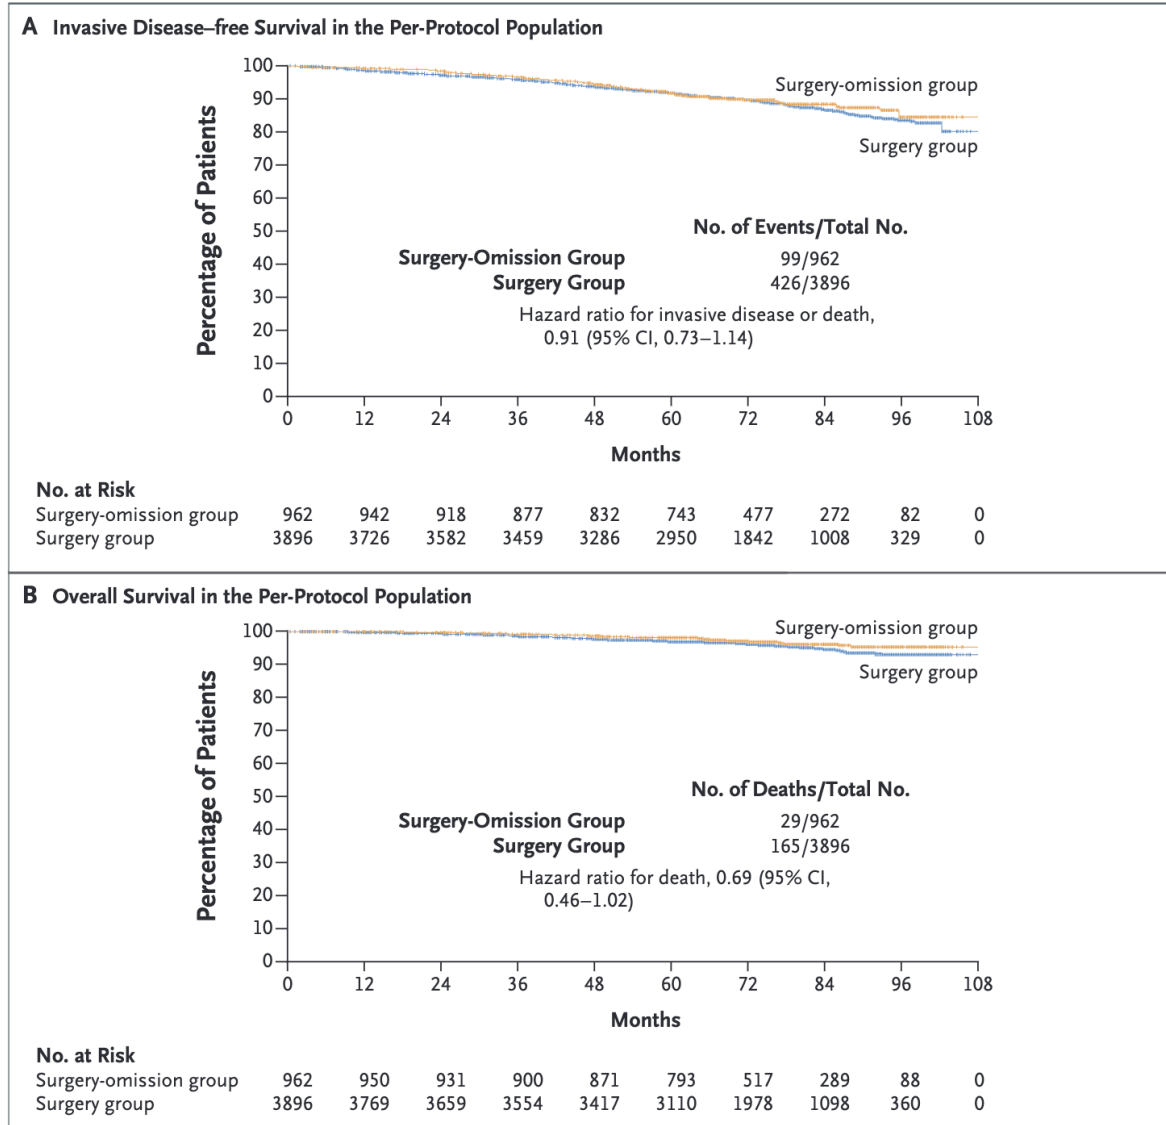 A Invasive Disease–free Survival in the Per-Protocol Population
Percentage of Patients
100
90
80
70
60
50
40
30
20
10
0
Surgery-omission group
Surgery group
No. of Events/Total No.
Surgery-Omission Group 99/962
Surgery Group 426/3896
Hazard ratio for invasive disease or death,
0.91 (95% CI, 0.73–1.14)
0 12 24 36 48 60 72 84 96 108
Months
No. at Risk
Surgery-omission group 962 942 918 877 832 743 477 272 82 0
Surgery group 3896 3726 3582 3459 3286 2950 1842 1008 329 0
B Overall Survival in the Per-Protocol Population
Percentage of Patients
100
90
80
70
60
50
40
30
20
10
0
Surgery-omission group
Surgery group
No. of Deaths/Total No.
Surgery-Omission Group 29/962
Surgery Group 165/3896
Hazard ratio for death, 0.69 (95% CI,
0.46–1.02)
0 12 24 36 48 60 72 84 96 108
Months
No. at Risk
Surgery-omission group 962 950 931 900 871 793 517 289 88 0
Surgery group 3896 3769 3659 3554 3417 3110 1978 1098 360 0